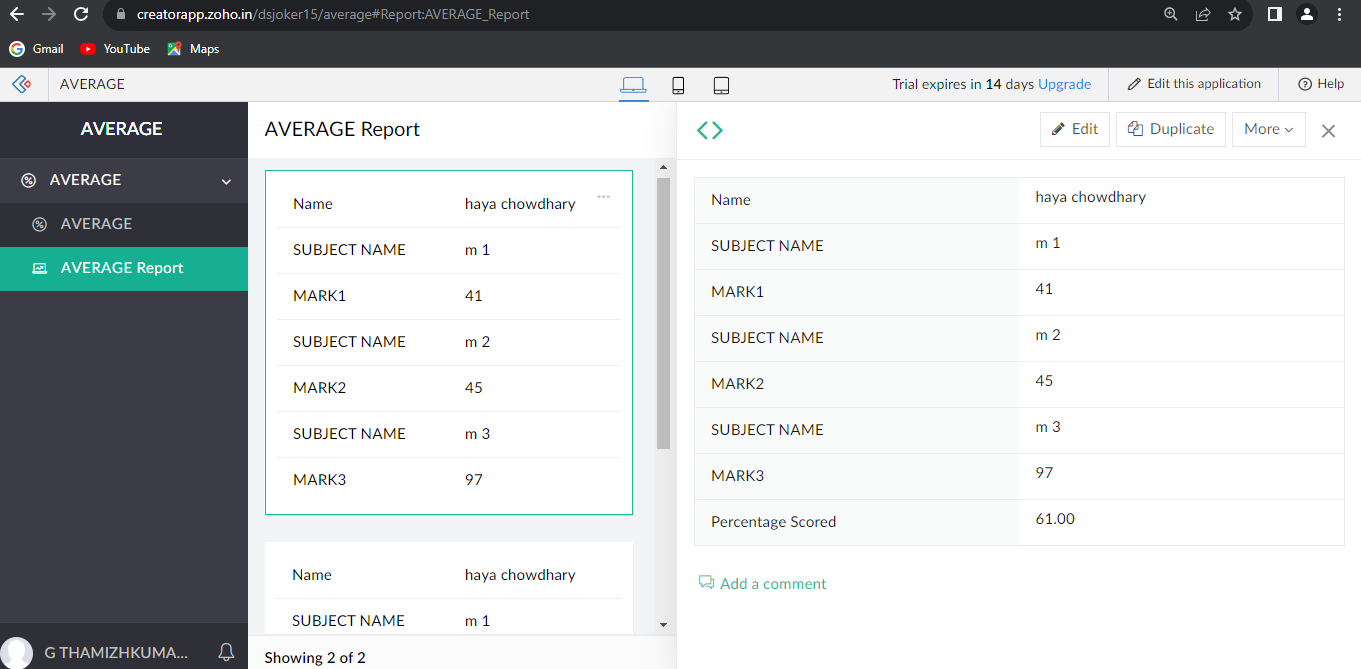 creatorapp.zoho.in/dsjoker15/average#Report:AVERAGE_Report
Gmail YouTube Maps
AVERAGE Trial expires in 14 days Upgrade Edit this application Help
AVERAGE
AVERAGE
AVERAGE
AVERAGE Report
G THAMIZHKUMA...
AVERAGE Report
Name haya chowdhary
SUBJECT NAME m 1
MARK1 41
SUBJECT NAME m 2
MARK2 45
SUBJECT NAME m 3
MARK3 97
Name haya chowdhary
SUBJECT NAME m 1
Showing 2 of 2
Edit Duplicate More
Name haya chowdhary
SUBJECT NAME m 1
MARK1 41
SUBJECT NAME m 2
MARK2 45
SUBJECT NAME m 3
MARK3 97
Percentage Scored 61.00
Add a comment